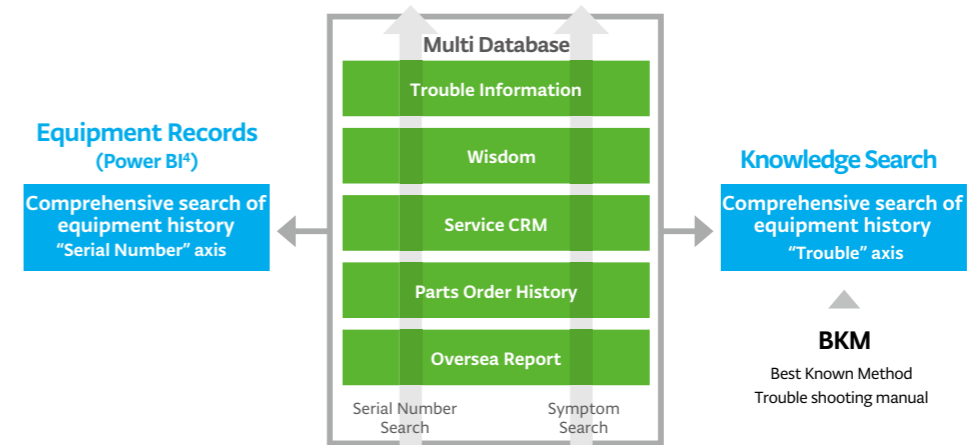 Multi Database
Trouble Information
Wisdom
Service CRM
Parts Order History
Oversea Report
Serial Number
Search
Symptom
Search
Equipment Records
(Power BI⁴)
Comprehensive search of
equipment history
“Serial Number” axis
Knowledge Search
Comprehensive search of
equipment history
“Trouble” axis
BKM
Best Known Method
Trouble shooting manual